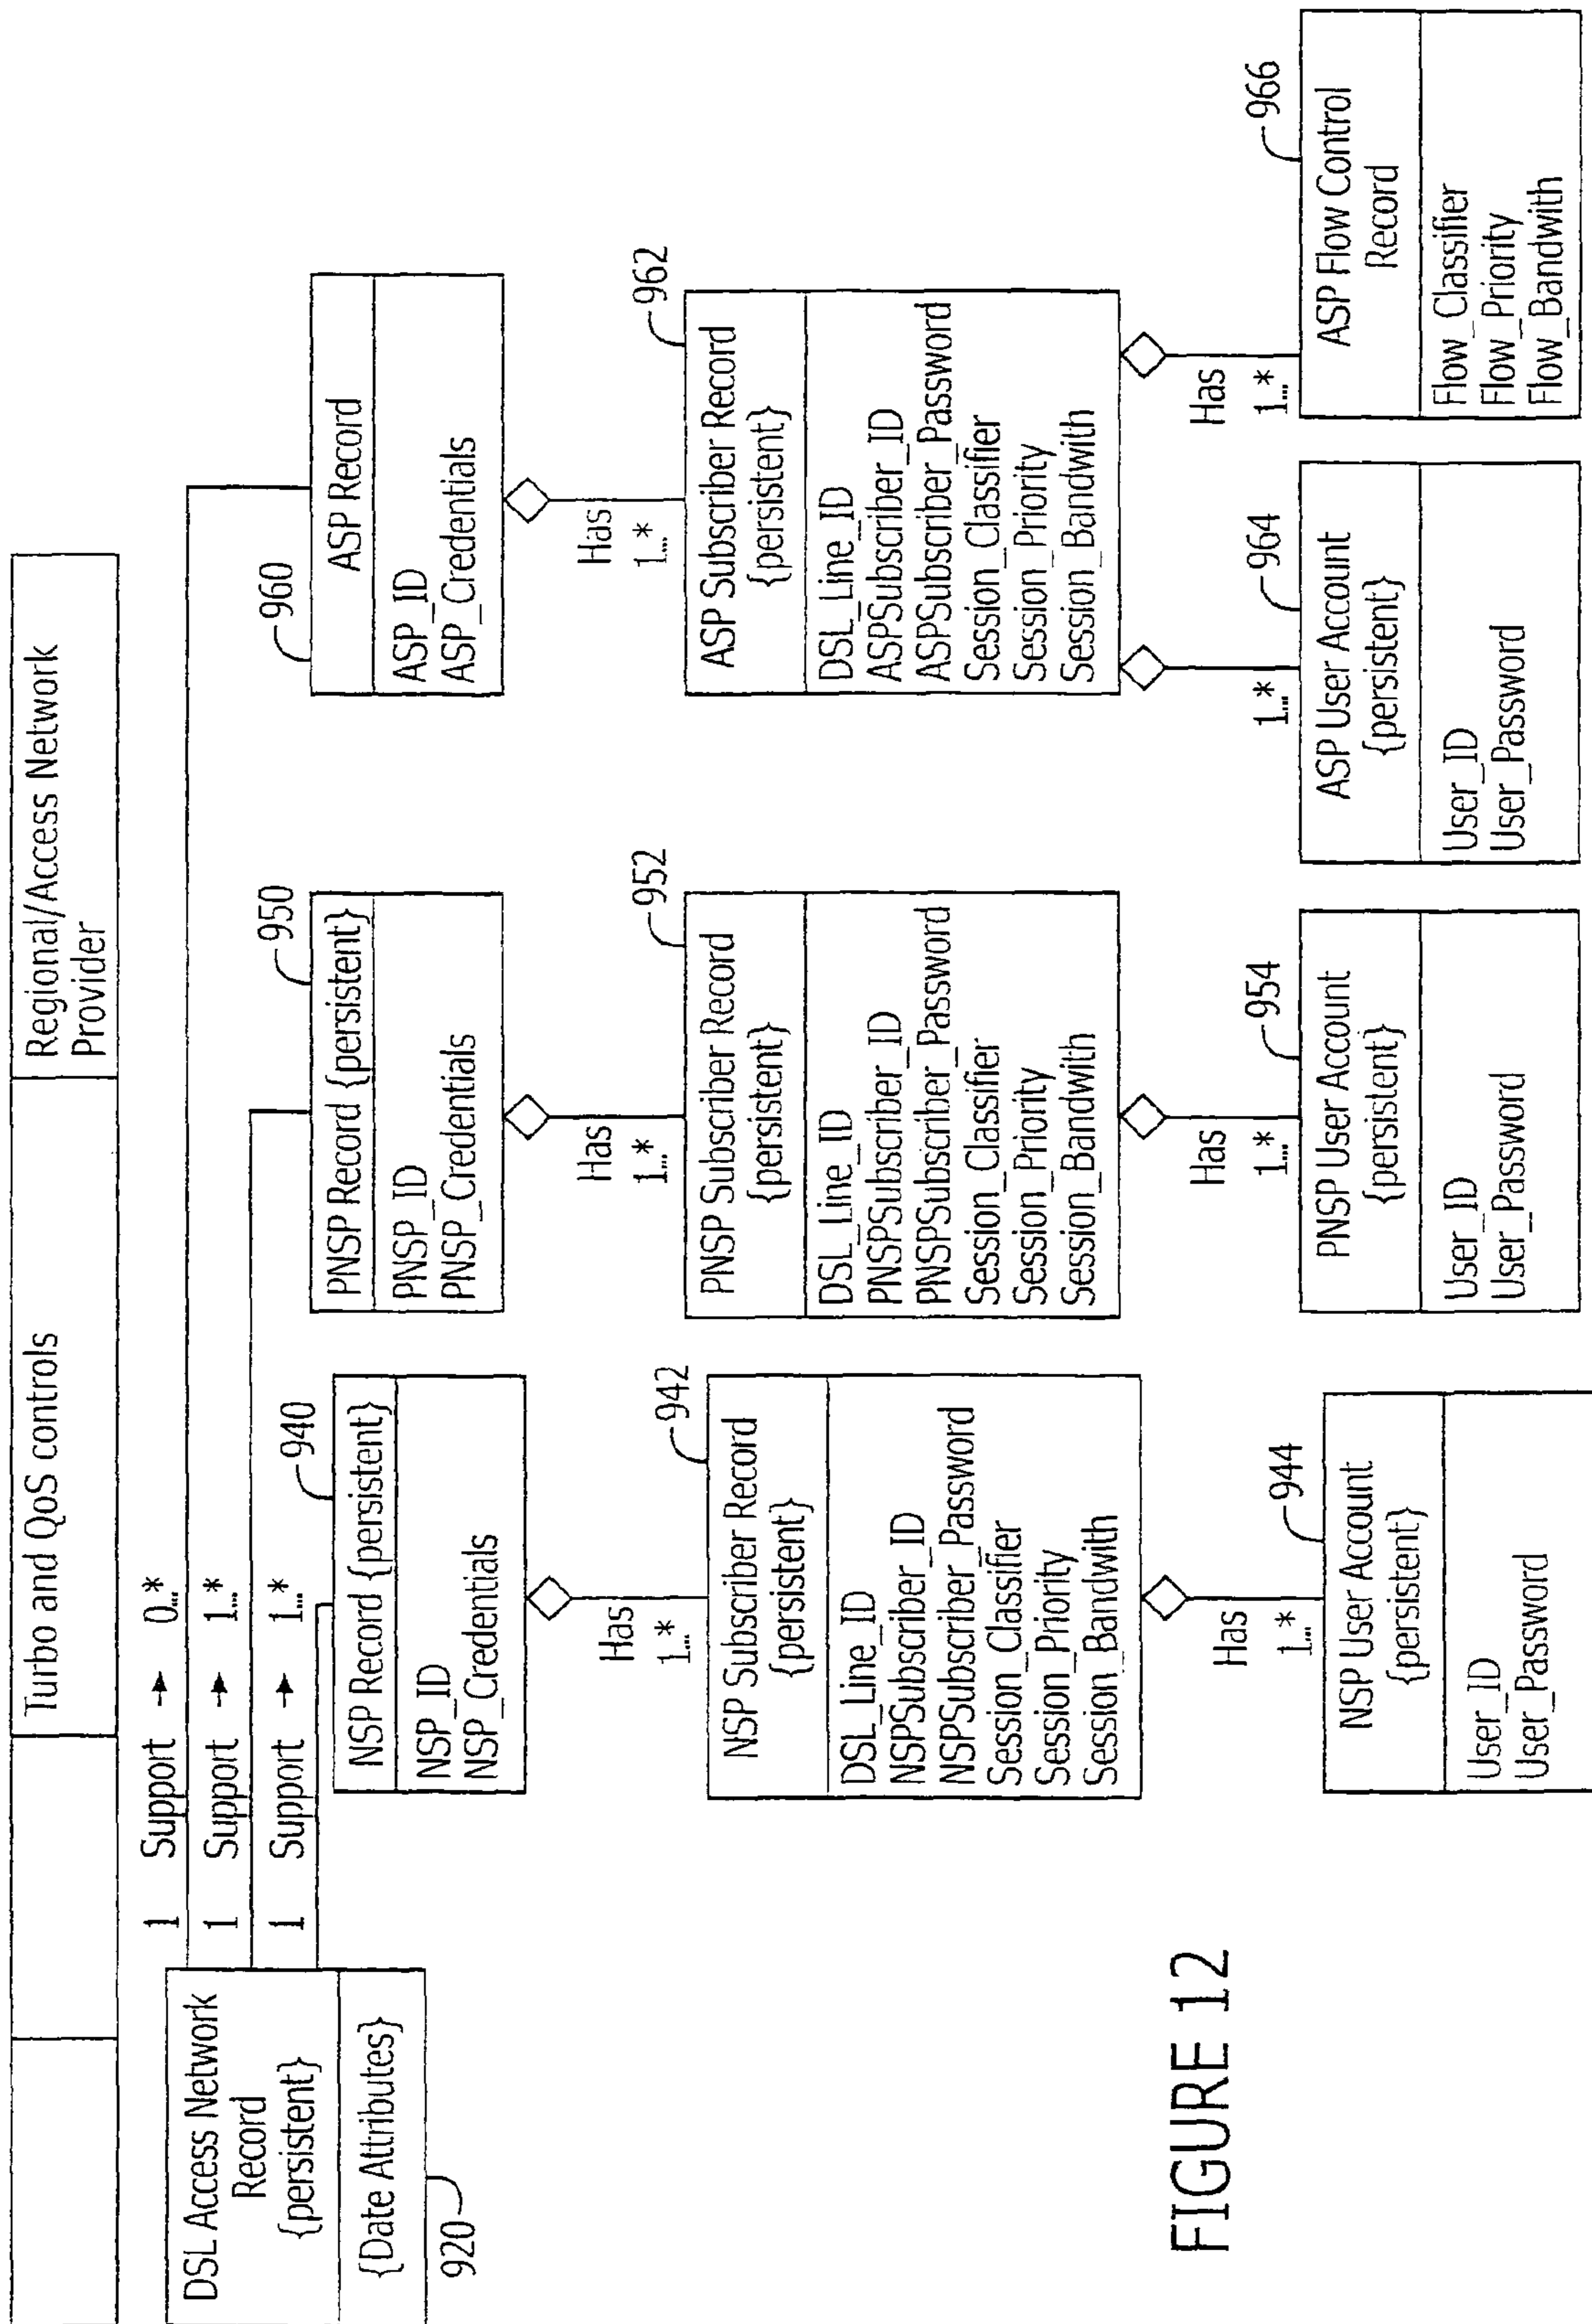 Turbo and QoS controls
Regional/Access Network
Provider
DSL Access Network
Record
{persistent}
{Date Attributes}
920
1 Support → 0...*
1 Support → 1...*
1 Support → 1...*
NSP Record {persistent}
940
NSP_ID
NSP_Credentials
Has
1...*
NSP Subscriber Record
{persistent}
942
DSL_Line_ID
NSPSubscriber_ID
NSPSubscriber_Password
Session_Classifier
Session_Priority
Session_Bandwith
Has
1...*
NSP User Account
{persistent}
944
User_ID
User_Password
PNSP Record {persistent}
950
PNSP_ID
PNSP_Credentials
Has
1...*
PNSP Subscriber Record
{persistent}
952
DSL_Line_ID
PNSPSubscriber_ID
PNSPSubscriber_Password
Session_Classifier
Session_Priority
Session_Bandwith
Has
1...*
PNSP User Account
{persistent}
954
User_ID
User_Password
960
ASP Record
ASP_ID
ASP_Credentials
Has
1...*
ASP Subscriber Record
{persistent}
962
DSL_Line_ID
ASPSubscriber_ID
ASPSubscriber_Password
Session_Classifier
Session_Priority
Session_Bandwith
1...*
ASP User Account
{persistent}
964
User_ID
User_Password
Has
1...*
ASP Flow Control
Record
966
Flow_Classifier
Flow_Priority
Flow_Bandwith
FIGURE 12